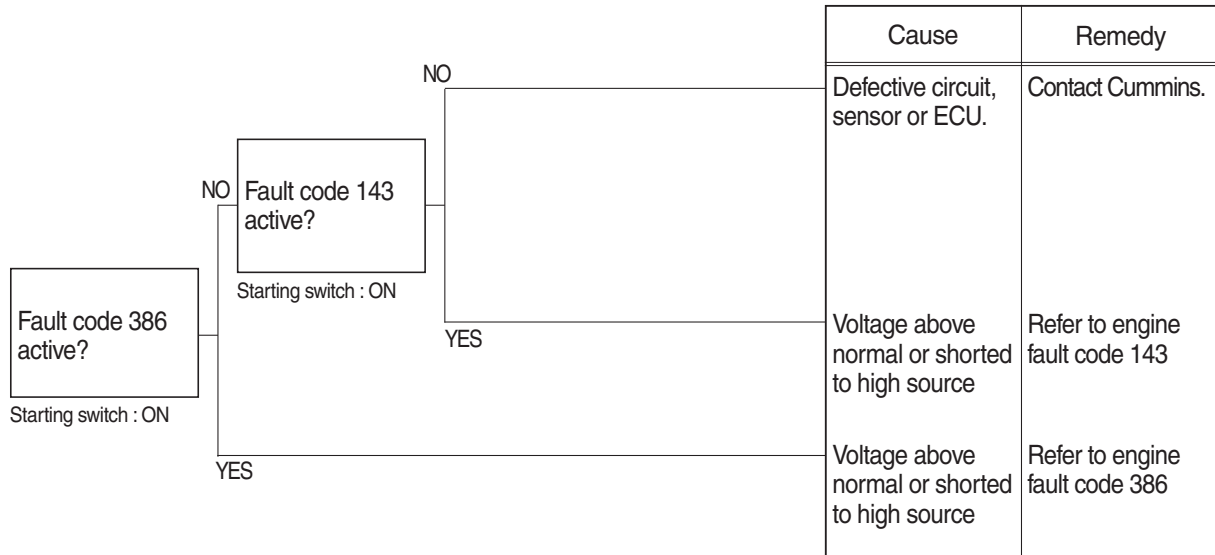 Cause
Remedy
NO
Defective circuit,
sensor or ECU.
Contact Cummins.
NO
Fault code 143
active?
Starting switch : ON
Fault code 386
active?
Starting switch : ON
YES
Voltage above
normal or shorted
to high source
Refer to engine
fault code 143
YES
Voltage above
normal or shorted
to high source
Refer to engine
fault code 386